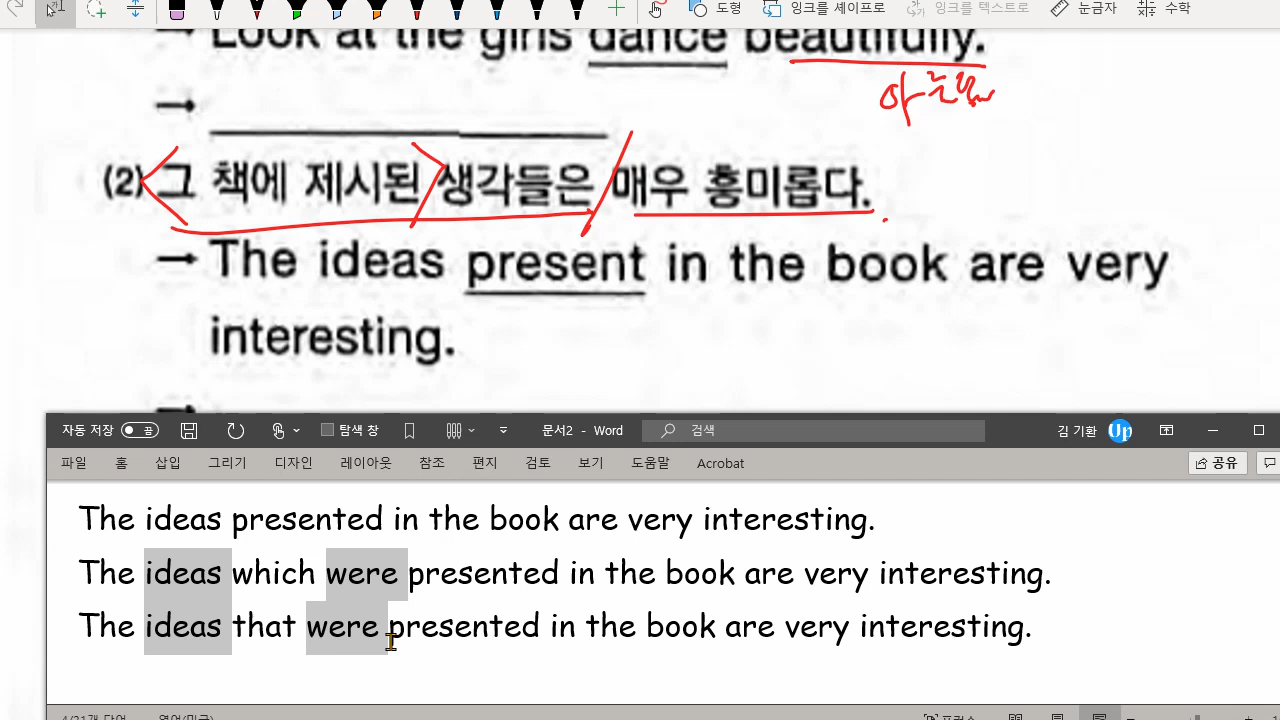 도형 잉크를 셰이프로 잉크를 텍스트로 눈금자 수학
→ Look at the girls dance beautifully.
→
(2) 그 책에 제시된 생각들은 / 매우 흥미롭다.
→ The ideas present in the book are very
interesting.
자동 저장 끔 탐색 창 문서2 - Word 검색 김 기환 Up
파일 홈 삽입 그리기 디자인 레이아웃 참조 편지 검토 보기 도움말 Acrobat 공유
The ideas presented in the book are very interesting.
The ideas which were presented in the book are very interesting.
The ideas that were presented in the book are very interesting.